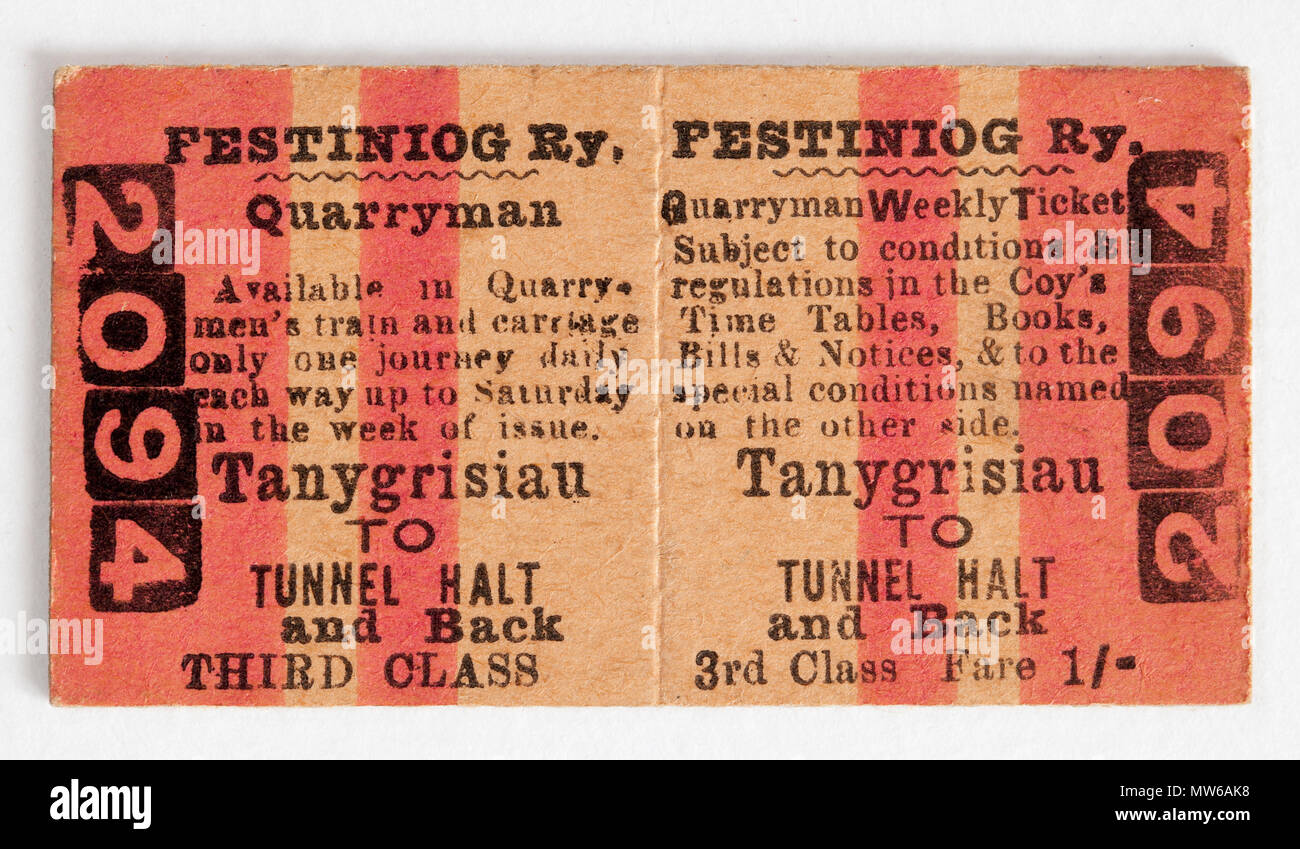 FESTINIOG Ry.
Quarryman
Available in Quarry-
men's train and carriage
only one journey daily
each way up to Saturday
in the week of issue.
Tanygrisiau
TO
TUNNEL HALT
and Back
THIRD CLASS
2094
FESTINIOG Ry.
Quarryman Weekly Ticket
Subject to conditions &
regulations in the Coy's
Time Tables, Books,
Bills & Notices, & to the
special conditions named
on the other side.
Tanygrisiau
TO
TUNNEL HALT
and Back
3rd Class Fare 1/-
2094
a alamy stock photo
alamy
Image ID: MW6AK8
www.alamy.com